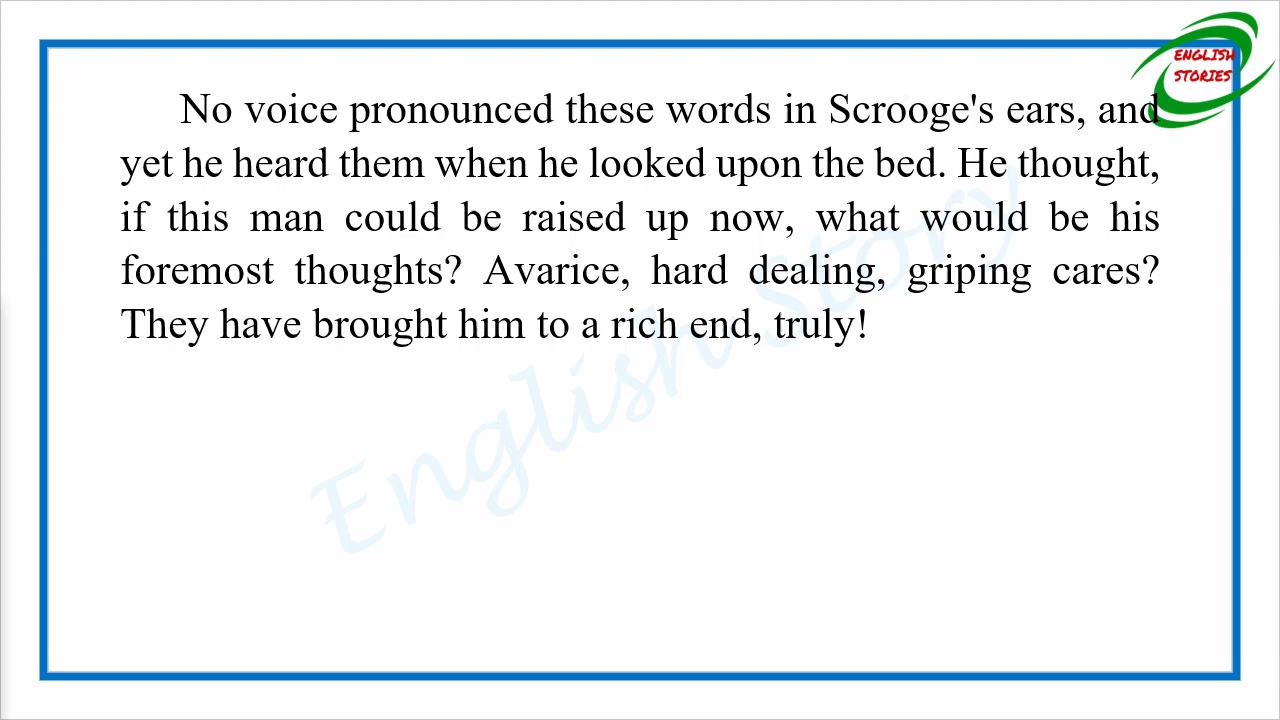 ENGLISH
STORIES
No voice pronounced these words in Scrooge's ears, and
yet he heard them when he looked upon the bed. He thought,
if this man could be raised up now, what would be his
foremost thoughts? Avarice, hard dealing, griping cares?
They have brought him to a rich end, truly!
English Story